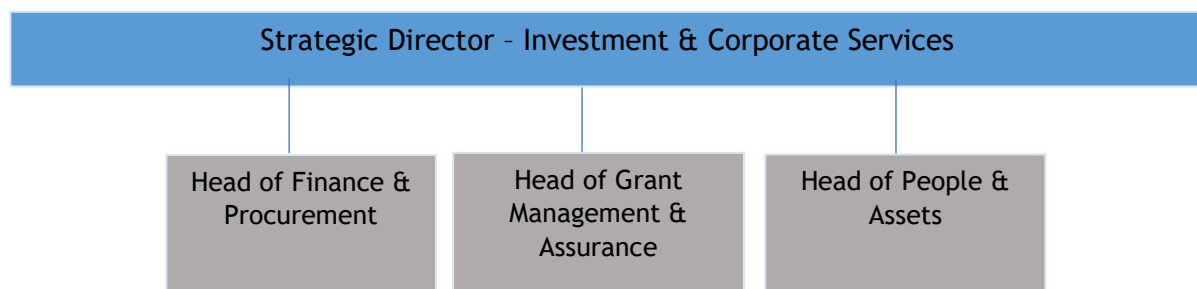 Strategic Director – Investment & Corporate Services
Head of Finance &
Procurement
Head of Grant
Management &
Assurance
Head of People &
Assets